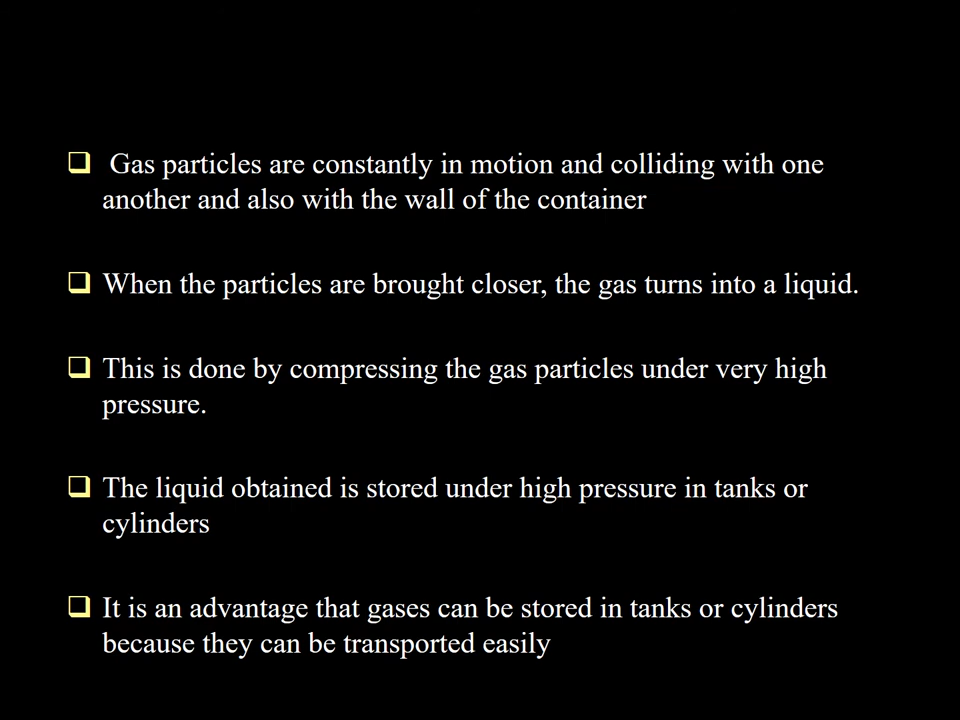 Gas particles are constantly in motion and colliding with one
another and also with the wall of the container
When the particles are brought closer, the gas turns into a liquid.
This is done by compressing the gas particles under very high
pressure.
The liquid obtained is stored under high pressure in tanks or
cylinders
It is an advantage that gases can be stored in tanks or cylinders
because they can be transported easily